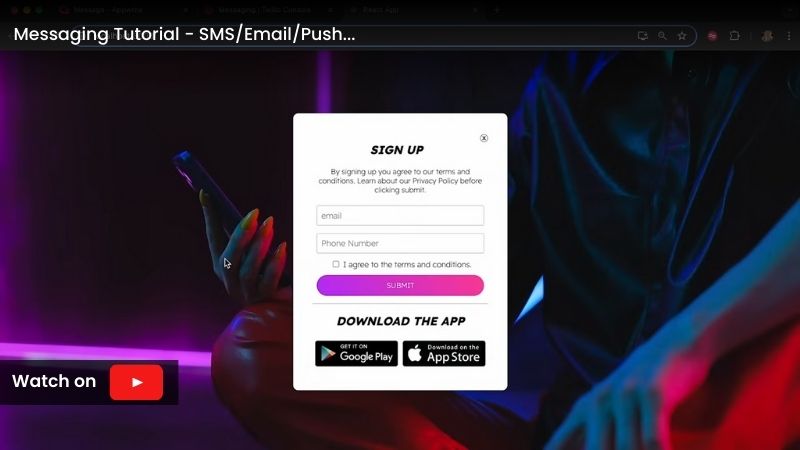 Message - Appwrite
Messaging | Twilio Console
React App
Messaging Tutorial - SMS/Email/Push...
SIGN UP
By signing up you agree to our terms and
conditions. Learn about our Privacy Policy before
clicking submit.
email
Phone Number
I agree to the terms and conditions.
SUBMIT
DOWNLOAD THE APP
GET IT ON
Google Play
Download on the
App Store
Watch on